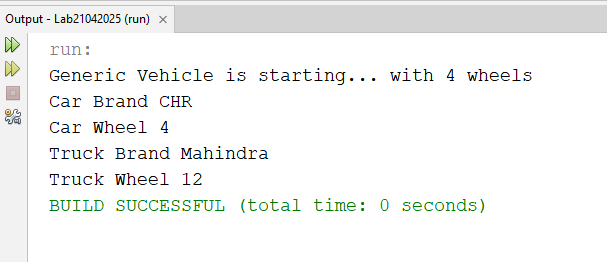 Output - Lab21042025 (run)
run:
Generic Vehicle is starting... with 4 wheels
Car Brand CHR
Car Wheel 4
Truck Brand Mahindra
Truck Wheel 12
BUILD SUCCESSFUL (total time: 0 seconds)